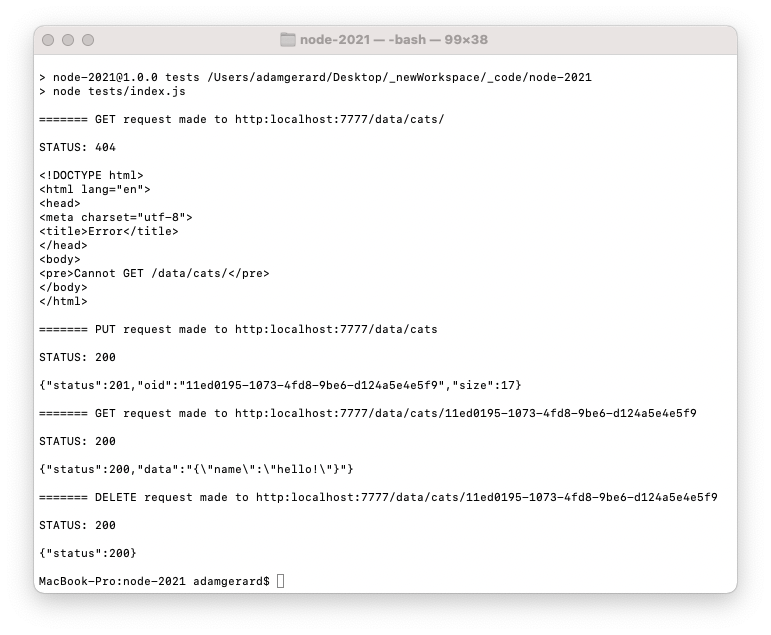 node-2021 — -bash — 99×38
> node-2021@1.0.0 tests /Users/adamgerard/Desktop/_newWorkspace/_code/node-2021
> node tests/index.js
======= GET request made to http:localhost:7777/data/cats/
STATUS: 404
<!DOCTYPE html>
<html lang="en">
<head>
<meta charset="utf-8">
<title>Error</title>
</head>
<body>
<pre>Cannot GET /data/cats/</pre>
</body>
</html>
======= PUT request made to http:localhost:7777/data/cats
STATUS: 200
{"status":201,"oid":"11ed0195-1073-4fd8-9be6-d124a5e4e5f9","size":17}
======= GET request made to http:localhost:7777/data/cats/11ed0195-1073-4fd8-9be6-d124a5e4e5f9
STATUS: 200
{"status":200,"data":"{\"name\":\"hello!\"}"}
======= DELETE request made to http:localhost:7777/data/cats/11ed0195-1073-4fd8-9be6-d124a5e4e5f9
STATUS: 200
{"status":200}
MacBook-Pro:node-2021 adamgerard$